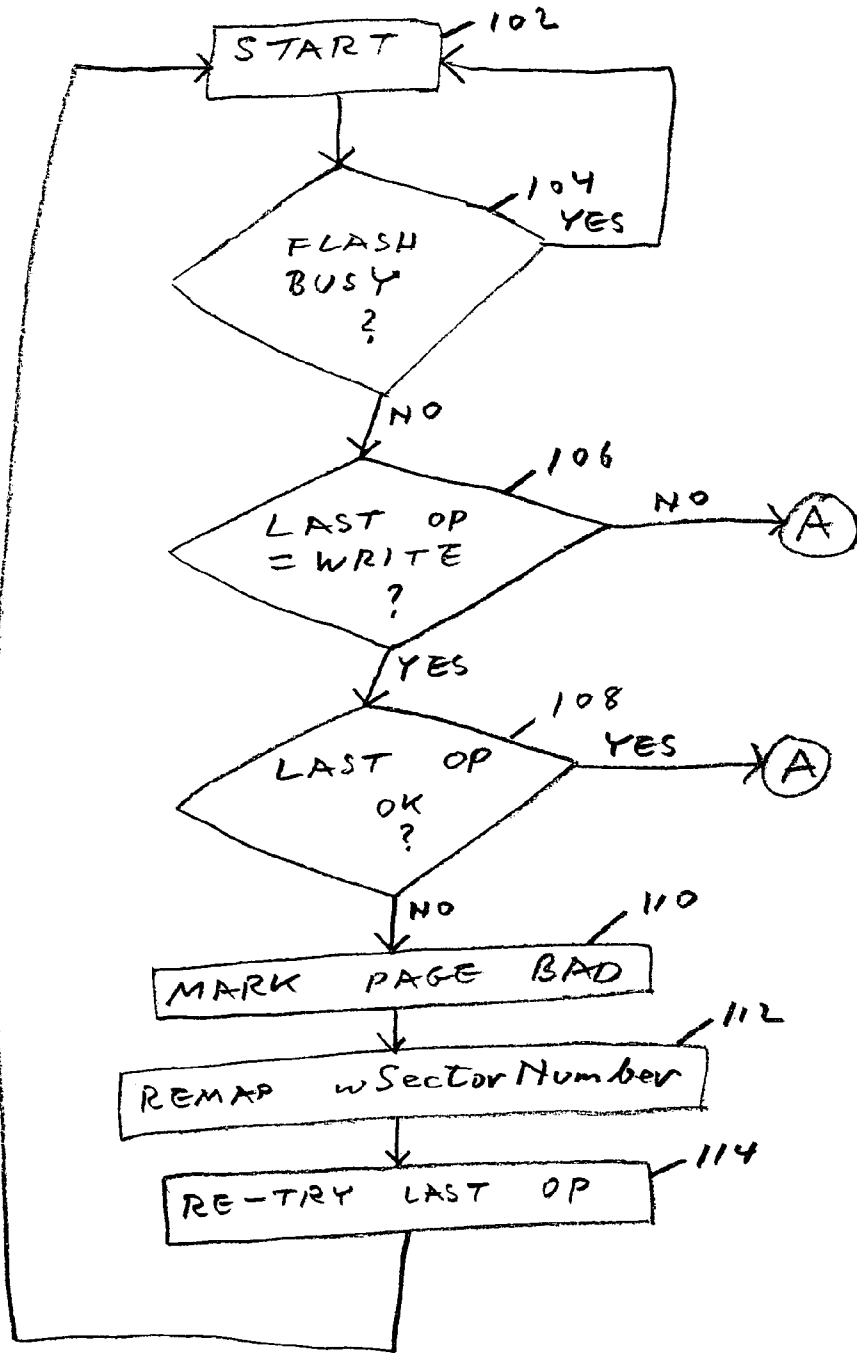 102
START
104
YES
FLASH
BUSY
?
NO
106
NO
A
LAST OP
= WRITE
?
YES
108
YES
A
LAST OP
OK
?
NO
110
MARK PAGE BAD
112
REMAP wSectorNumber
114
RE-TRY LAST OP